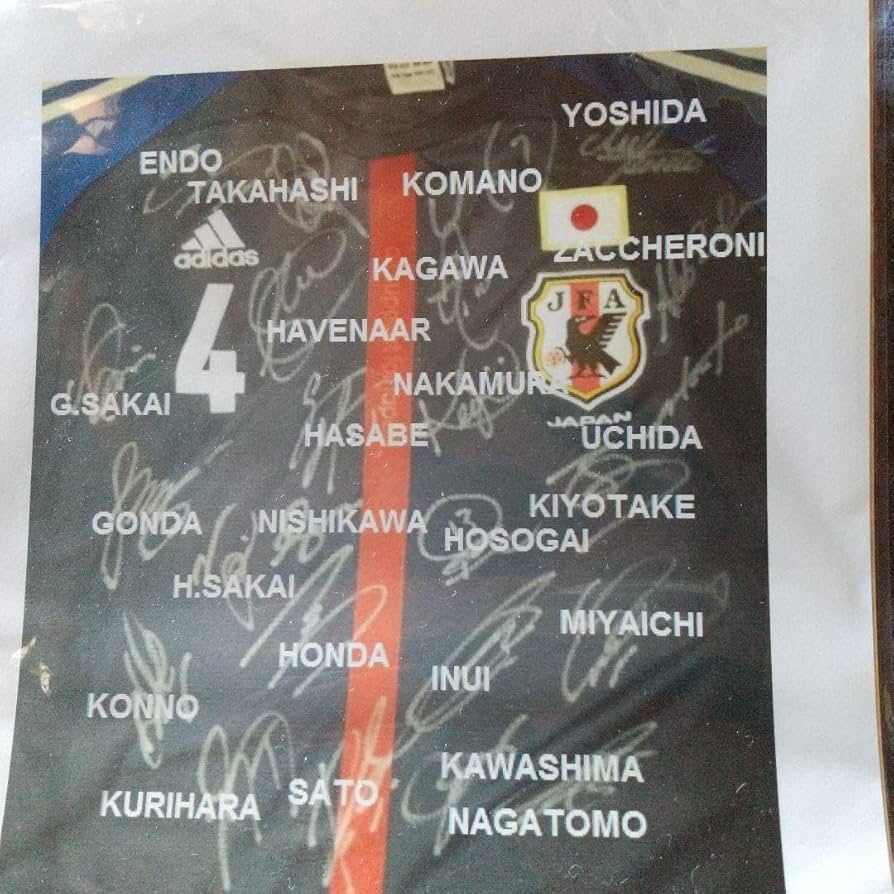 YOSHIDA
ENDO
TAKAHASHI
KOMANO
adidas
ZACCHERONI
KAGAWA
JFA
HAVENAAR
4
NAKAMURA
G.SAKAI
JAPAN
HASABE
UCHIDA
KIYOTAKE
GONDA
NISHIKAWA
HOSOGAI
H.SAKAI
MIYAICHI
HONDA
INUI
KONNO
KAWASHIMA
SATO
KURIHARA
NAGATOMO